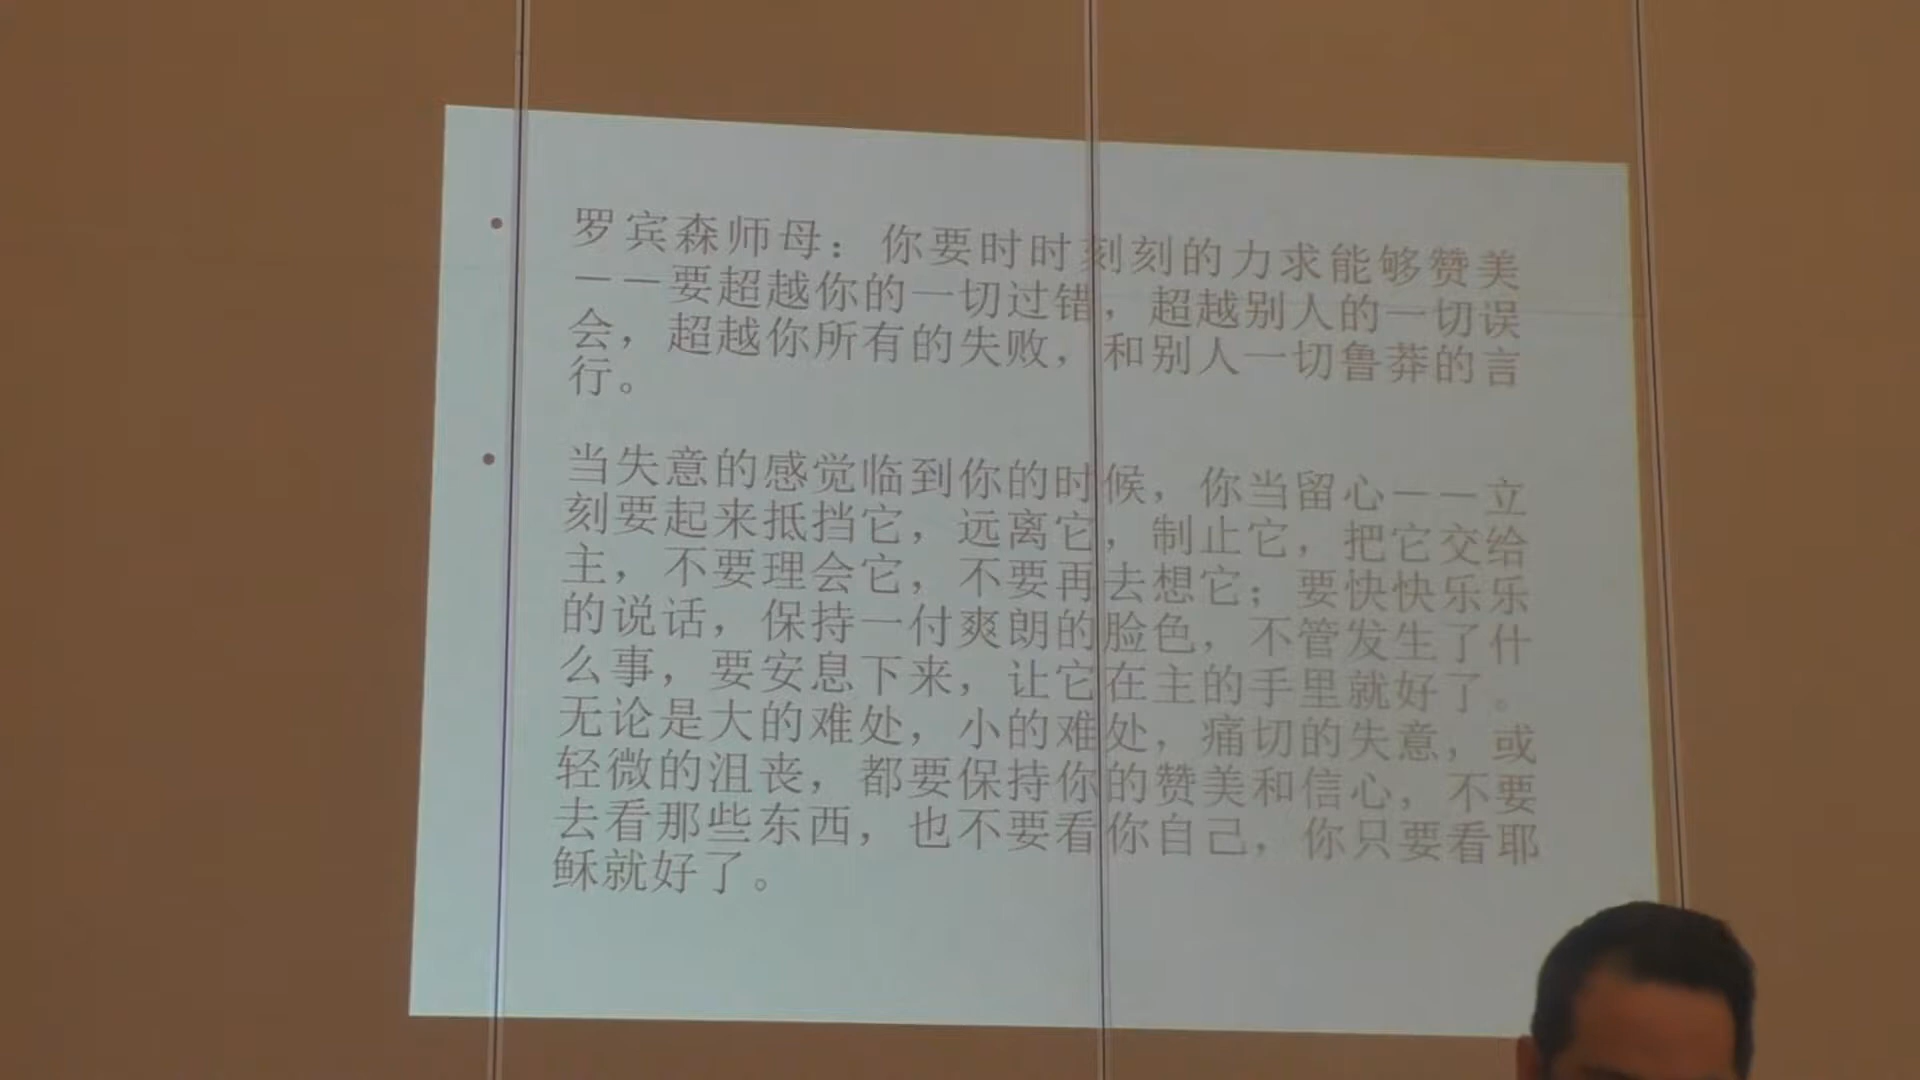 • 罗宾森师母：你要时时刻刻的力求能够赞美
——要超越你的一切过错，超越别人的一切误
会，超越你所有的失败，和别人一切鲁莽的言
行。
• 当失意的感觉临到你的时候，你当留心——立
刻要起来抵挡它，远离它，制止它，把它交给
主，不要理会它，不要再去想它；要快快乐乐
的说话，保持一付爽朗的脸色，不管发生了什
么事，要安息下来，让它在主的手里就好了。
无论是大的难处，小的难处，痛切的失意，或
轻微的沮丧，都要保持你的赞美和信心，不要
去看那些东西，也不要看你自己，你只要看耶
稣就好了。